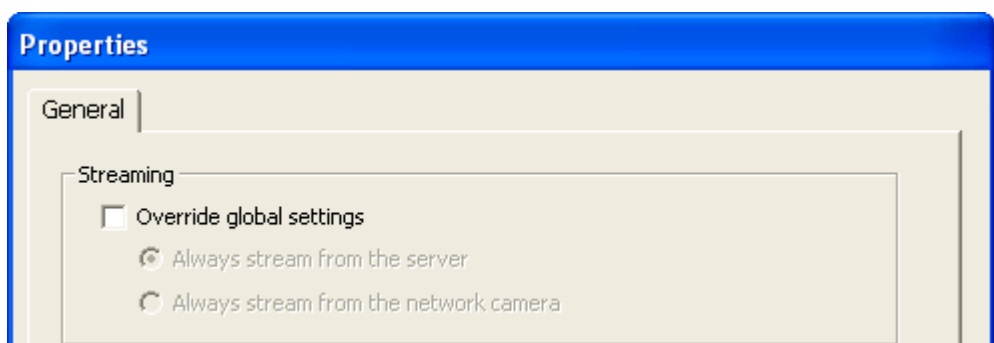 Properties
General
Streaming
Override global settings
Always stream from the server
Always stream from the network camera